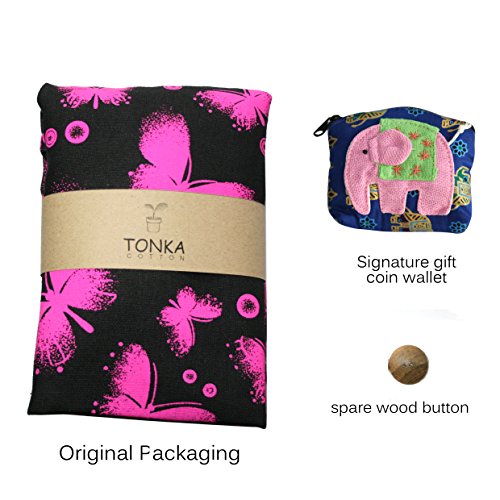 TONKA
COTTON
Original Packaging
Signature gift
coin wallet
spare wood button